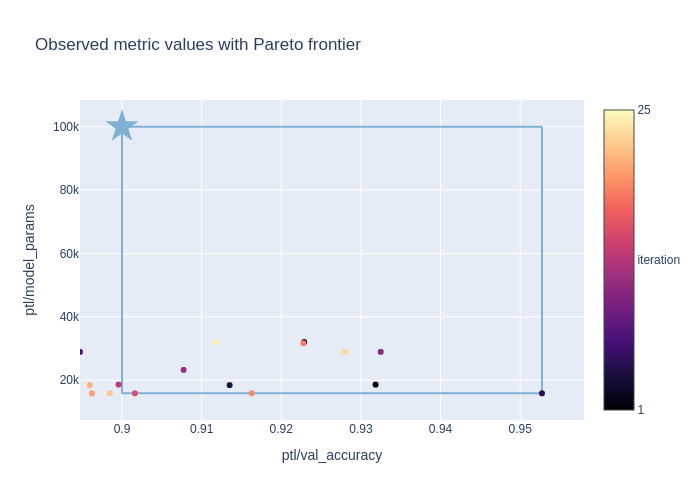 Observed metric values with Pareto frontier
ptl/model_params
100k
80k
60k
40k
20k
0.9 0.91 0.92 0.93 0.94 0.95
ptl/val_accuracy
25
iteration
1